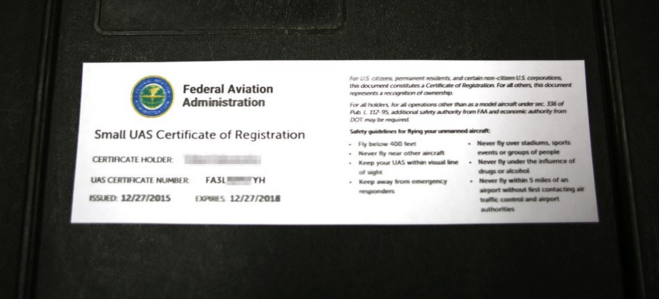 Federal Aviation
Administration
Small UAS Certificate of Registration
CERTIFICATE HOLDER:
UAS CERTIFICATE NUMBER: FA3L YH
ISSUED: 12/27/2015 EXPIRES: 12/27/2018
For U.S. citizens, permanent residents, and certain non-citizen U.S. corporations,
this document constitutes a Certificate of Registration. For all others, this document
represents a recognition of ownership.
For all holders, for all operations other than as a model aircraft under sec. 336 of
Pub. L. 112-95, additional safety authority from FAA and economic authority from
DOT may be required.
Safety guidelines for flying your unmanned aircraft:
• Fly below 400 feet
• Never fly near other aircraft
• Keep your UAS within visual line
of sight
• Keep away from emergency
responders
• Never fly over stadiums, sports
events or groups of people
• Never fly under the influence of
drugs or alcohol
• Never fly within 5 miles of an
airport without first contacting air
traffic control and airport
authorities